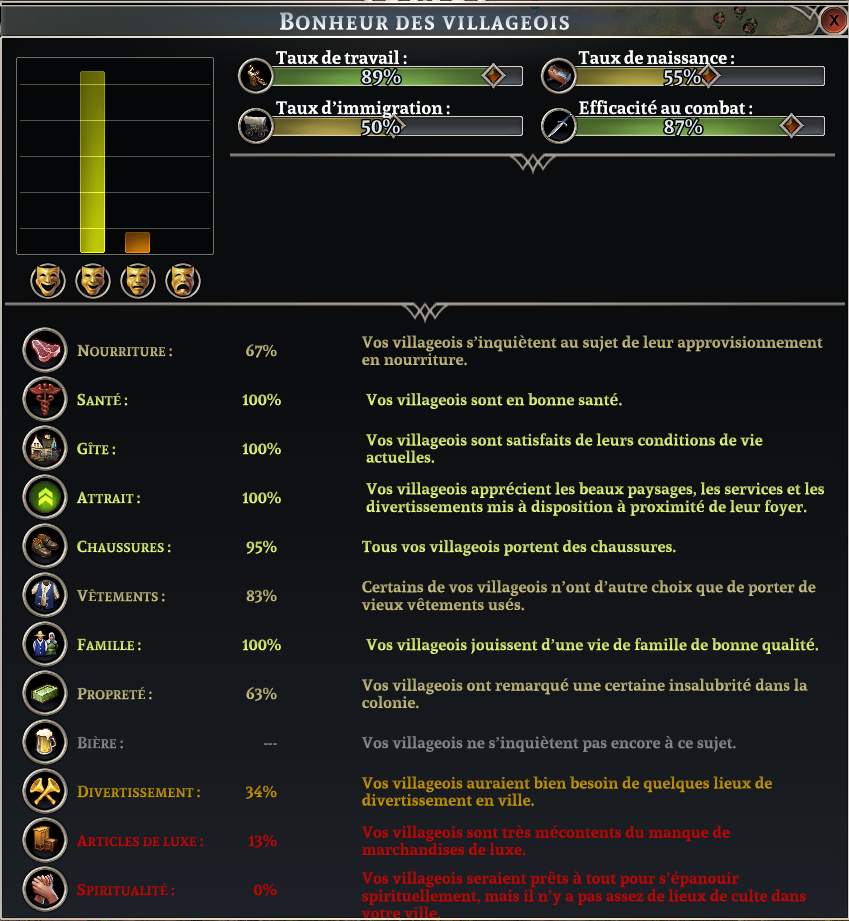 Bonheur des villageois
X
Taux de travail :
89%
Taux de naissance :
55%
Taux d'immigration :
50%
Efficacité au combat :
87%
Nourriture : 67% Vos villageois s'inquiètent au sujet de leur approvisionnement
en nourriture.
Santé : 100% Vos villageois sont en bonne santé.
Gîte : 100% Vos villageois sont satisfaits de leurs conditions de vie
actuelles.
Attrait : 100% Vos villageois apprécient les beaux paysages, les services et les
divertissements mis à disposition à proximité de leur foyer.
Chaussures : 95% Tous vos villageois portent des chaussures.
Vêtements : 83% Certains de vos villageois n'ont d'autre choix que de porter de
vieux vêtements usés.
Famille : 100% Vos villageois jouissent d'une vie de famille de bonne qualité.
Propreté : 63% Vos villageois ont remarqué une certaine insalubrité dans la
colonie.
Bière : --- Vos villageois ne s'inquiètent pas encore à ce sujet.
Divertissement : 34% Vos villageois auraient bien besoin de quelques lieux de
divertissement en ville.
Articles de luxe : 13% Vos villageois sont très mécontents du manque de
marchandises de luxe.
Spiritualité : 0% Vos villageois seraient prêts à tout pour s'épanouir
spirituellement, mais il n'y a pas assez de lieux de culte dans
votre ville.